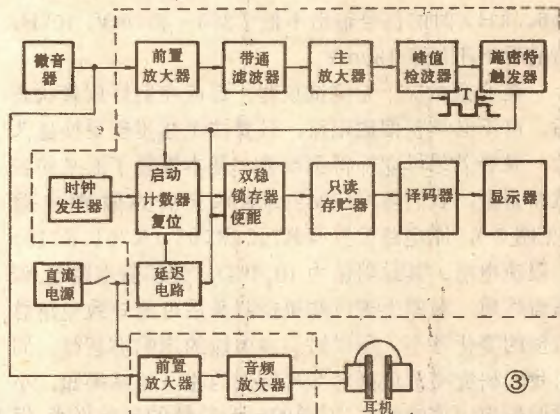 微音
器
前置
放大器
带通
滤波器
主
放大器
峰值
检波器
施密特
触发器
T
时钟
发生器
启动
计数器
复位
双稳
锁存器
使能
只读
存贮器
译码器
显示器
直流
电源
延迟
电路
前置
放大器
音频
放大器
耳机
③